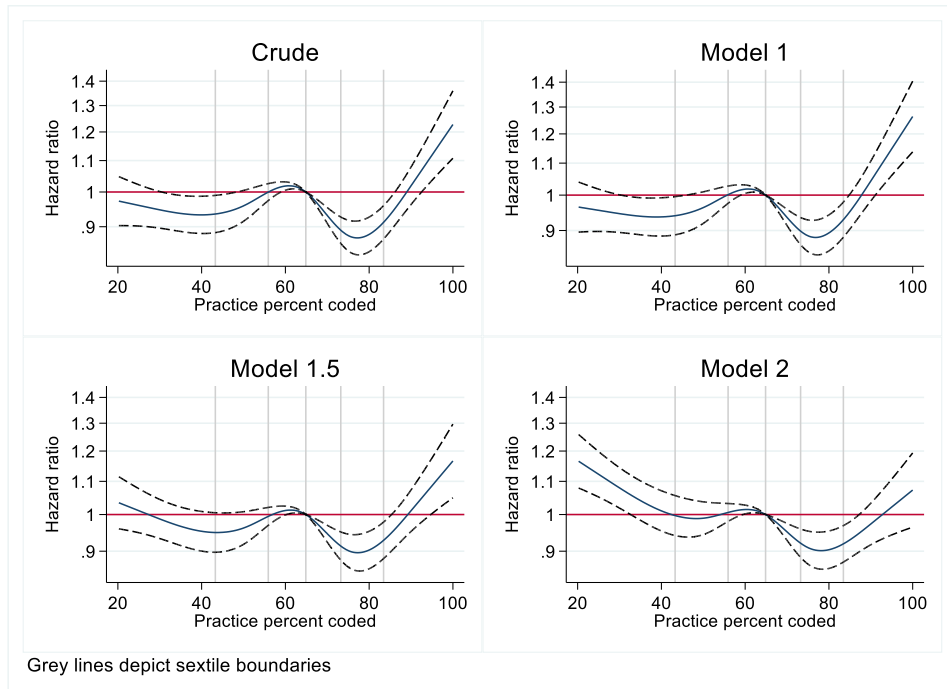 Crude
Hazard ratio
1.4
1.3
1.2
1.1
1
.9
20 40 60 80 100
Practice percent coded
Model 1
Hazard ratio
1.4
1.3
1.2
1.1
1
.9
20 40 60 80 100
Practice percent coded
Model 1.5
Hazard ratio
1.4
1.3
1.2
1.1
1
.9
20 40 60 80 100
Practice percent coded
Model 2
Hazard ratio
1.4
1.3
1.2
1.1
1
.9
20 40 60 80 100
Practice percent coded
Grey lines depict sextile boundaries